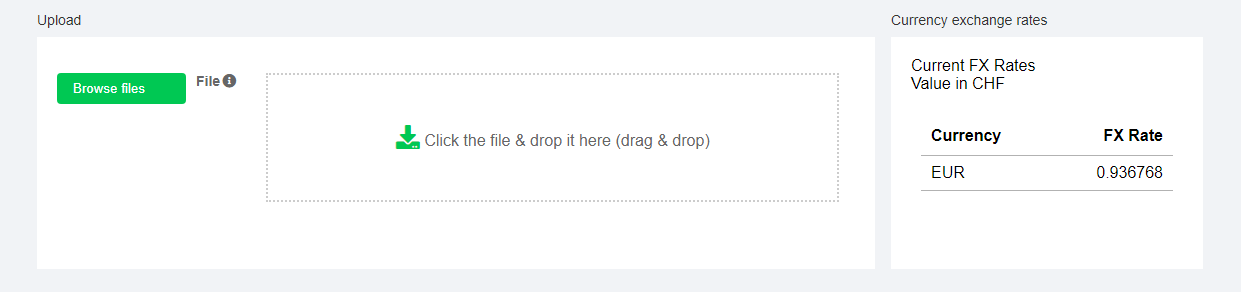 Upload
Browse files
File
Click the file & drop it here (drag & drop)
Currency exchange rates
Current FX Rates
Value in CHF
Currency FX Rate
EUR 0.936768